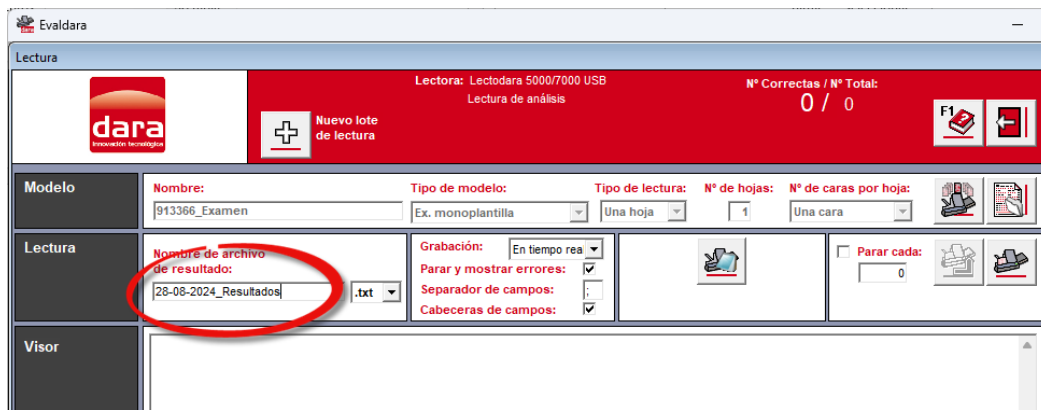 Evaldara
Lectura
dara
innovación tecnológica
Nuevo lote
de lectura
Lectora: Lectodara 5000/7000 USB
Lectura de análisis
Nº Correctas / Nº Total:
0 / 0
F1
Modelo
Nombre:
913366_Examen
Tipo de modelo:
Ex. monoplantilla
Tipo de lectura:
Una hoja
Nº de hojas:
1
Nº de caras por hoja:
Una cara
Lectura
Nombre de archivo
de resultado:
28-08-2024_Resultados
.txt
Grabación:
En tiempo rea
Parar y mostrar errores:
Separador de campos:
;
Cabeceras de campos:
Parar cada:
0
Visor